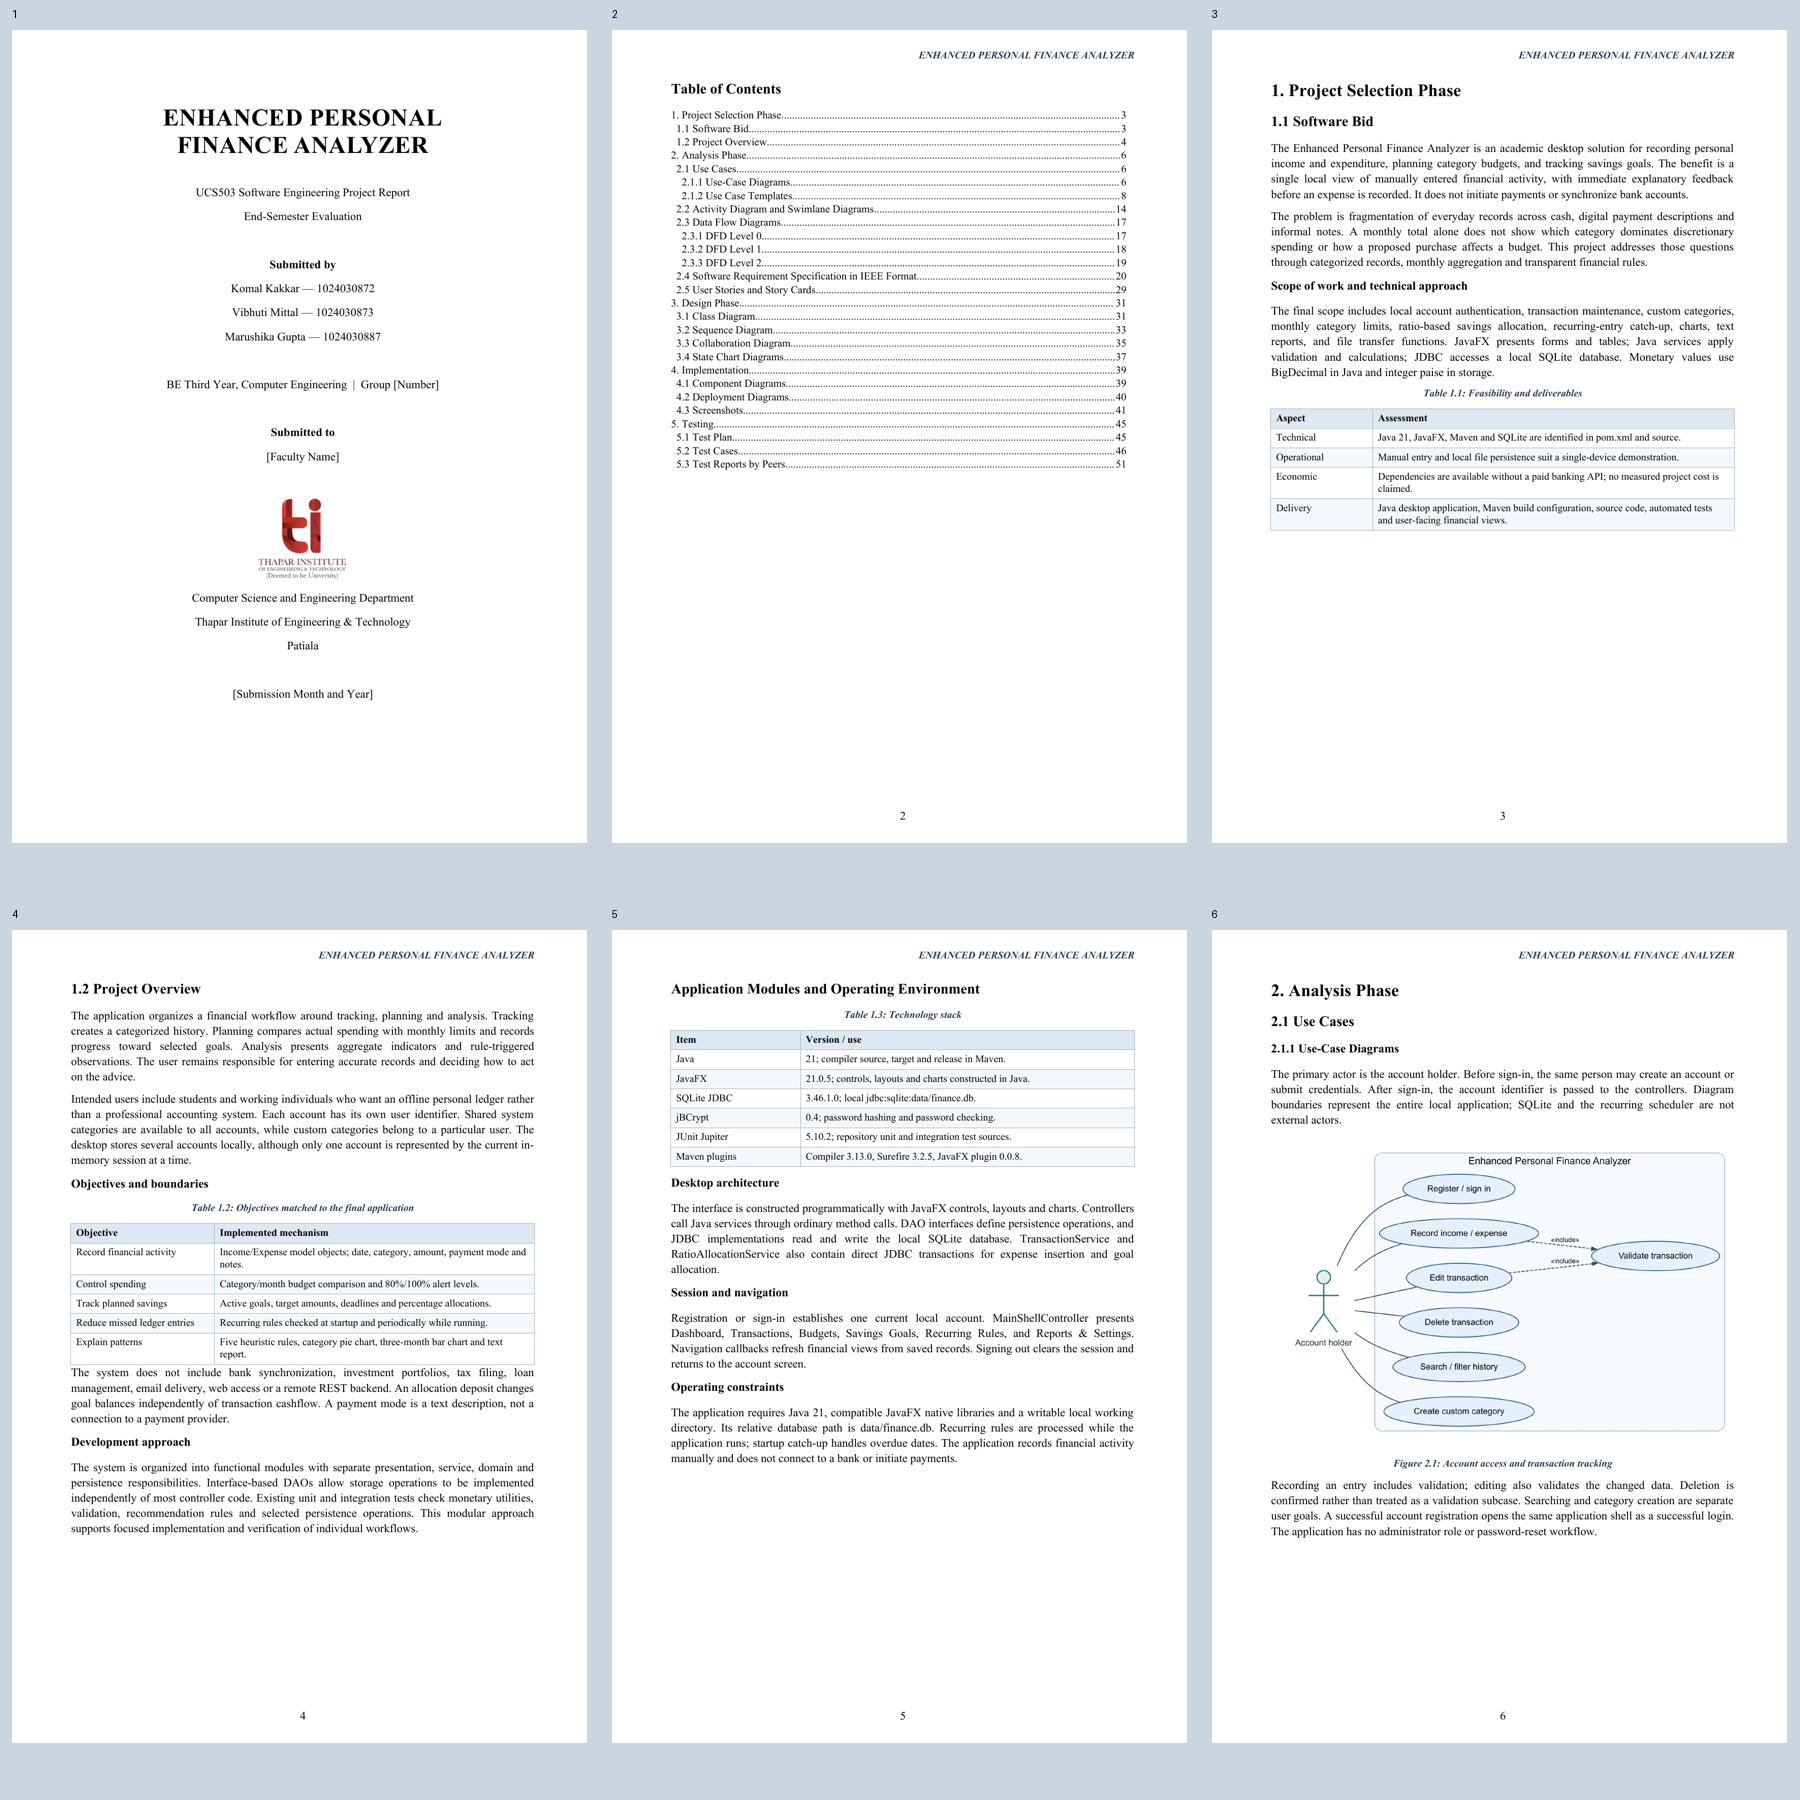 1
ENHANCED PERSONAL
FINANCE ANALYZER
UCS503 Software Engineering Project Report
End-Semester Evaluation
Submitted by
Komal Kakkar — 1024030872
Vibhuti Mittal — 1024030873
Marushika Gupta — 1024030887
BE Third Year, Computer Engineering | Group [Number]
Submitted to
[Faculty Name]
ti
THAPAR INSTITUTE
OF ENGINEERING & TECHNOLOGY
(Deemed to be University)
Computer Science and Engineering Department
Thapar Institute of Engineering & Technology
Patiala
[Submission Month and Year]
2
ENHANCED PERSONAL FINANCE ANALYZER
Table of Contents
1. Project Selection Phase 3
1.1 Software Bid 3
1.2 Project Overview 4
2. Analysis Phase 6
2.1 Use Cases 6
2.1.1 Use-Case Diagrams 6
2.1.2 Use Case Templates 8
2.2 Activity Diagram and Swimlane Diagrams 14
2.3 Data Flow Diagrams 17
2.3.1 DFD Level 0 17
2.3.2 DFD Level 1 18
2.3.3 DFD Level 2 19
2.4 Software Requirement Specification in IEEE Format 20
2.5 User Stories and Story Cards 29
3. Design Phase 31
3.1 Class Diagram 31
3.2 Sequence Diagram 33
3.3 Collaboration Diagram 35
3.4 State Chart Diagrams 37
4. Implementation 39
4.1 Component Diagrams 39
4.2 Deployment Diagrams 40
4.3 Screenshots 41
5. Testing 45
5.1 Test Plan 45
5.2 Test Cases 46
5.3 Test Reports by Peers 51
2
3
ENHANCED PERSONAL FINANCE ANALYZER
1. Project Selection Phase
1.1 Software Bid
The Enhanced Personal Finance Analyzer is an academic desktop solution for recording personal
income and expenditure, planning category budgets, and tracking savings goals. The benefit is a
single local view of manually entered financial activity, with immediate explanatory feedback
before an expense is recorded. It does not initiate payments or synchronize bank accounts.
The problem is fragmentation of everyday records across cash, digital payment descriptions and
informal notes. A monthly total alone does not show which category dominates discretionary
spending or how a proposed purchase affects a budget. This project addresses those questions
through categorized records, monthly aggregation and transparent financial rules.
Scope of work and technical approach
The final scope includes local account authentication, transaction maintenance, custom categories,
monthly category limits, ratio-based savings allocation, recurring-entry catch-up, charts, text
reports, and file transfer functions. JavaFX presents forms and tables; Java services apply
validation and calculations; JDBC accesses a local SQLite database. Monetary values use
BigDecimal in Java and integer paise in storage.
Table 1.1: Feasibility and deliverables
Aspect Assessment
Technical Java 21, JavaFX, Maven and SQLite are identified in pom.xml and source.
Operational Manual entry and local file persistence suit a single-device demonstration.
Economic Dependencies are available without a paid banking API; no measured project cost is
claimed.
Delivery Java desktop application, Maven build configuration, source code, automated tests
and user-facing financial views.
3
4
ENHANCED PERSONAL FINANCE ANALYZER
1.2 Project Overview
The application organizes a financial workflow around tracking, planning and analysis. Tracking
creates a categorized history. Planning compares actual spending with monthly limits and records
progress toward selected goals. Analysis presents aggregate indicators and rule-triggered
observations. The user remains responsible for entering accurate records and deciding how to act
on the advice.
Intended users include students and working individuals who want an offline personal ledger rather
than a professional accounting system. Each account has its own user identifier. Shared system
categories are available to all accounts, while custom categories belong to a particular user. The
desktop stores several accounts locally, although only one account is represented by the current in-
memory session at a time.
Objectives and boundaries
Table 1.2: Objectives matched to the final application
Objective Implemented mechanism
Record financial activity Income/Expense model objects; date, category, amount, payment mode and
notes.
Control spending Category/month budget comparison and 80%/100% alert levels.
Track planned savings Active goals, target amounts, deadlines and percentage allocations.
Reduce missed ledger entries Recurring rules checked at startup and periodically while running.
Explain patterns Five heuristic rules, category pie chart, three-month bar chart and text
report.
The system does not include bank synchronization, investment portfolios, tax filing, loan
management, email delivery, web access or a remote REST backend. An allocation deposit changes
goal balances independently of transaction cashflow. A payment mode is a text description, not a
connection to a payment provider.
Development approach
The system is organized into functional modules with separate presentation, service, domain and
persistence responsibilities. Interface-based DAOs allow storage operations to be implemented
independently of most controller code. Existing unit and integration tests check monetary utilities,
validation, recommendation rules and selected persistence operations. This modular approach
supports focused implementation and verification of individual workflows.
4
5
ENHANCED PERSONAL FINANCE ANALYZER
Application Modules and Operating Environment
Table 1.3: Technology stack
Item Version / use
Java 21; compiler source, target and release in Maven.
JavaFX 21.0.5; controls, layouts and charts constructed in Java.
SQLite JDBC 3.46.1.0; local jdbc:sqlite:data/finance.db.
jBCrypt 0.4; password hashing and password checking.
JUnit Jupiter 5.10.2; repository unit and integration test sources.
Maven plugins Compiler 3.13.0, Surefire 3.2.5, JavaFX plugin 0.0.8.
Desktop architecture
The interface is constructed programmatically with JavaFX controls, layouts and charts. Controllers
call Java services through ordinary method calls. DAO interfaces define persistence operations, and
JDBC implementations read and write the local SQLite database. TransactionService and
RatioAllocationService also contain direct JDBC transactions for expense insertion and goal
allocation.
Session and navigation
Registration or sign-in establishes one current local account. MainShellController presents
Dashboard, Transactions, Budgets, Savings Goals, Recurring Rules, and Reports & Settings.
Navigation callbacks refresh financial views from saved records. Signing out clears the session and
returns to the account screen.
Operating constraints
The application requires Java 21, compatible JavaFX native libraries and a writable local working
directory. Its relative database path is data/finance.db. Recurring rules are processed while the
application runs; startup catch-up handles overdue dates. The application records financial activity
manually and does not connect to a bank or initiate payments.
5
6
ENHANCED PERSONAL FINANCE ANALYZER
2. Analysis Phase
2.1 Use Cases
2.1.1 Use-Case Diagrams
The primary actor is the account holder. Before sign-in, the same person may create an account or
submit credentials. After sign-in, the account identifier is passed to the controllers. Diagram
boundaries represent the entire local application; SQLite and the recurring scheduler are not
external actors.
Enhanced Personal Finance Analyzer
Register / sign in
Record income / expense
«include»
Validate transaction
«include»
Edit transaction
Delete transaction
Account holder
Search / filter history
Create custom category
Figure 2.1: Account access and transaction tracking
Recording an entry includes validation; editing also validates the changed data. Deletion is
confirmed rather than treated as a validation subcase. Searching and category creation are separate
user goals. A successful account registration opens the same application shell as a successful login.
The application has no administrator role or password-reset workflow.
6